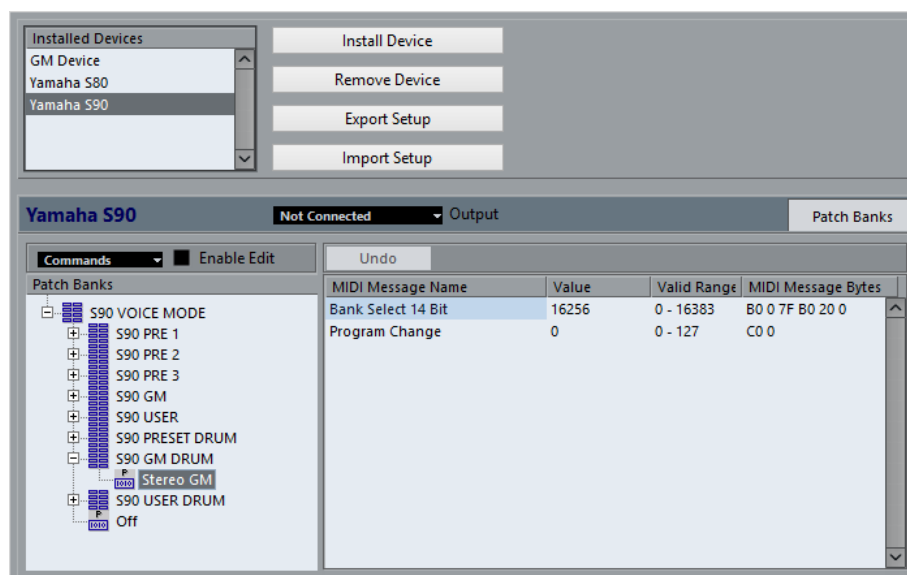 Installed Devices
GM Device
Yamaha S80
Yamaha S90
Install Device
Remove Device
Export Setup
Import Setup
Yamaha S90
Not Connected
Output
Patch Banks
Commands
Enable Edit
Undo
Patch Banks
S90 VOICE MODE
S90 PRE 1
S90 PRE 2
S90 PRE 3
S90 GM
S90 USER
S90 PRESET DRUM
S90 GM DRUM
P 1010 Stereo GM
S90 USER DRUM
P 1010 Off
MIDI Message Name Value Valid Range MIDI Message Bytes
Bank Select 14 Bit 16256 0 - 16383 B0 0 7F B0 20 0
Program Change 0 0 - 127 C0 0